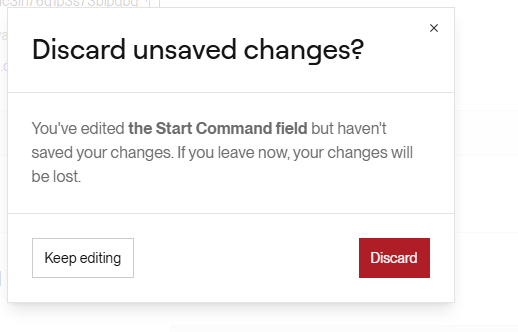 Discard unsaved changes?
You've edited the Start Command field but haven't
saved your changes. If you leave now, your changes will
be lost.
Keep editing
Discard